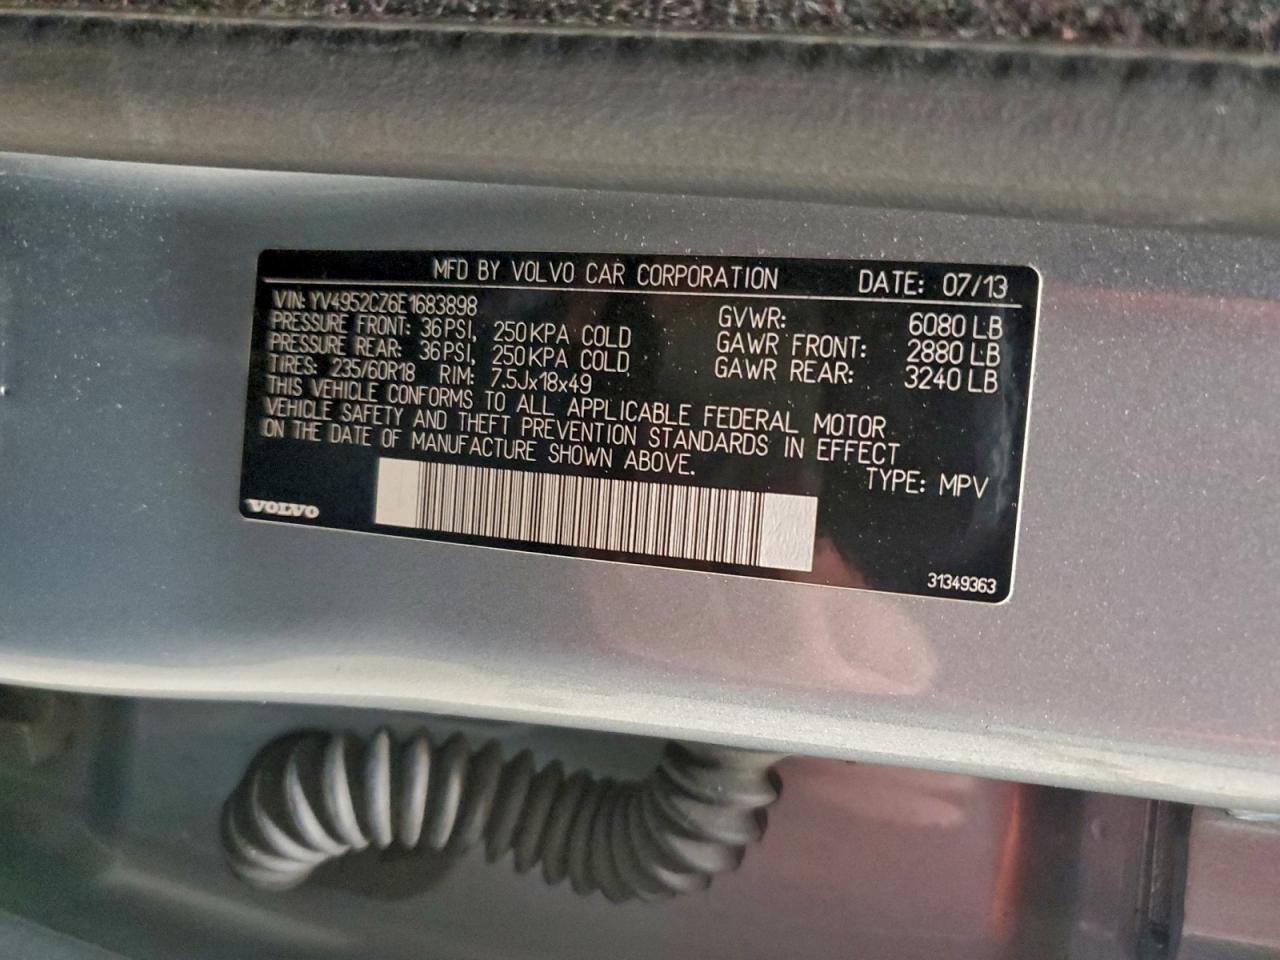 MFD BY VOLVO CAR CORPORATION DATE: 07/13
VIN: YV4952CZ6E1683898
PRESSURE FRONT: 36 PSI, 250 KPA COLD
PRESSURE REAR: 36 PSI, 250 KPA COLD
TIRES: 235/60R18 RIM: 7.5Jx18x49
GVWR: 6080 LB
GAWR FRONT: 2880 LB
GAWR REAR: 3240 LB
THIS VEHICLE CONFORMS TO ALL APPLICABLE FEDERAL MOTOR
VEHICLE SAFETY AND THEFT PREVENTION STANDARDS IN EFFECT
ON THE DATE OF MANUFACTURE SHOWN ABOVE.
TYPE: MPV
VOLVO
31349363